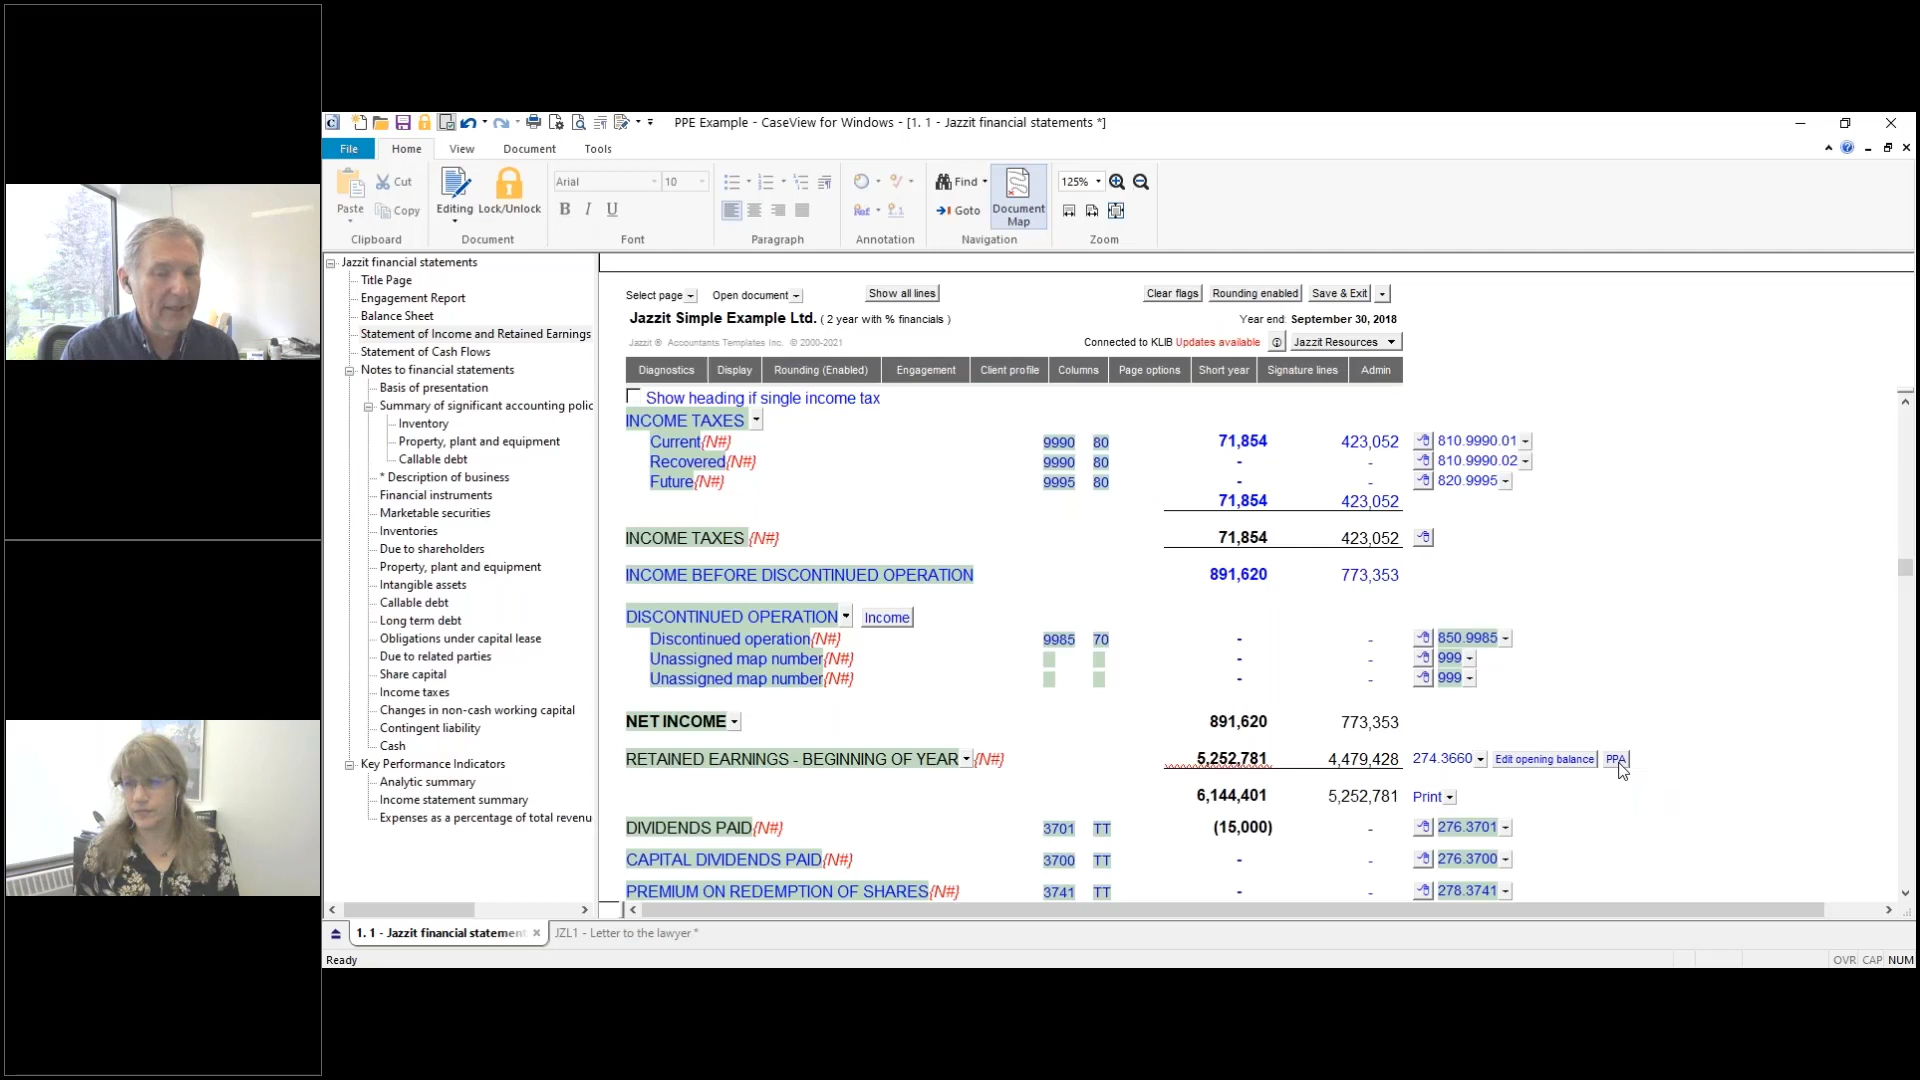 PPE Example - CaseView for Windows - [1. 1 - Jazzit financial statements *]
File Home View Document Tools
Paste Cut Copy Editing Lock/Unlock Arial 10 B I U Find Goto Document Map 125%
Clipboard Document Font Paragraph Annotation Navigation Zoom
Jazzit financial statements
Title Page
Engagement Report
Balance Sheet
Statement of Income and Retained Earnings
Statement of Cash Flows
Notes to financial statements
Basis of presentation
Summary of significant accounting polic
Inventory
Property, plant and equipment
Callable debt
* Description of business
Financial instruments
Marketable securities
Inventories
Due to shareholders
Property, plant and equipment
Intangible assets
Callable debt
Long term debt
Obligations under capital lease
Due to related parties
Share capital
Income taxes
Changes in non-cash working capital
Contingent liability
Cash
Key Performance Indicators
Analytic summary
Income statement summary
Expenses as a percentage of total revenu
Select page Open document Show all lines Clear flags Rounding enabled Save & Exit
Jazzit Simple Example Ltd. ( 2 year with % financials ) Year end: September 30, 2018
Jazzit ® Accountants Templates Inc. © 2000-2021 Connected to KLIB Updates available Jazzit Resources
Diagnostics Display Rounding (Enabled) Engagement Client profile Columns Page options Short year Signature lines Admin
Show heading if single income tax
INCOME TAXES
Current{N#} 9990 80 71,854 423,052 810.9990.01
Recovered{N#} 9990 80 - - 810.9990.02
Future{N#} 9995 80 - - 820.9995
71,854 423,052
INCOME TAXES {N#} 71,854 423,052
INCOME BEFORE DISCONTINUED OPERATION 891,620 773,353
DISCONTINUED OPERATION Income
Discontinued operation{N#} 9985 70 - - 850.9985
Unassigned map number{N#} - - 999
Unassigned map number{N#} - - 999
NET INCOME 891,620 773,353
RETAINED EARNINGS - BEGINNING OF YEAR {N#} 5,252,781 4,479,428 274.3660 Edit opening balance PPA
6,144,401 5,252,781 Print
DIVIDENDS PAID{N#} 3701 TT (15,000) - 276.3701
CAPITAL DIVIDENDS PAID{N#} 3700 TT - - 276.3700
PREMIUM ON REDEMPTION OF SHARES{N#} 3741 TT - - 278.3741
1. 1 - Jazzit financial statemen JZL1 - Letter to the lawyer *
Ready OVR CAP NUM